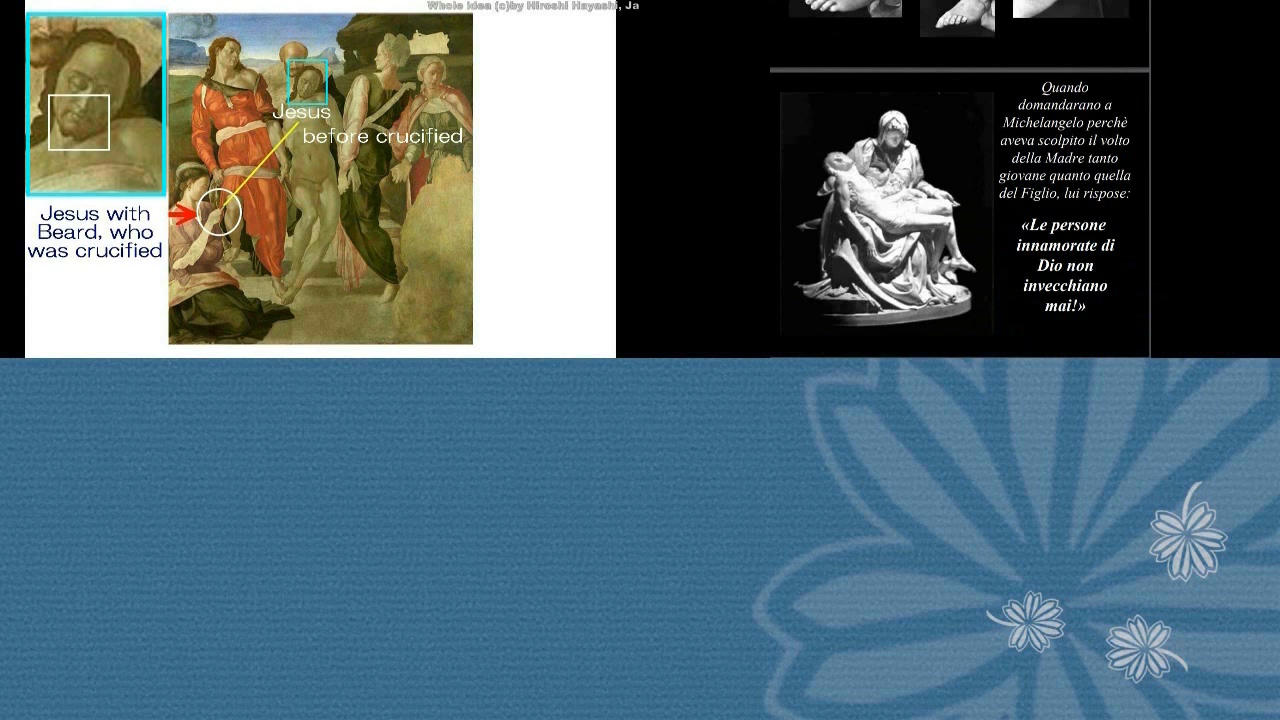 Whole idea (c)by Hiroshi Hayashi, Ja
Jesus
before crucified
Jesus with
Beard, who
was crucified
Quando
domandarano a
Michelangelo perchè
aveva scolpito il volto
della Madre tanto
giovane quanto quella
del Figlio, lui rispose:
«Le persone
innamorate di
Dio non
invecchiano
mai!»